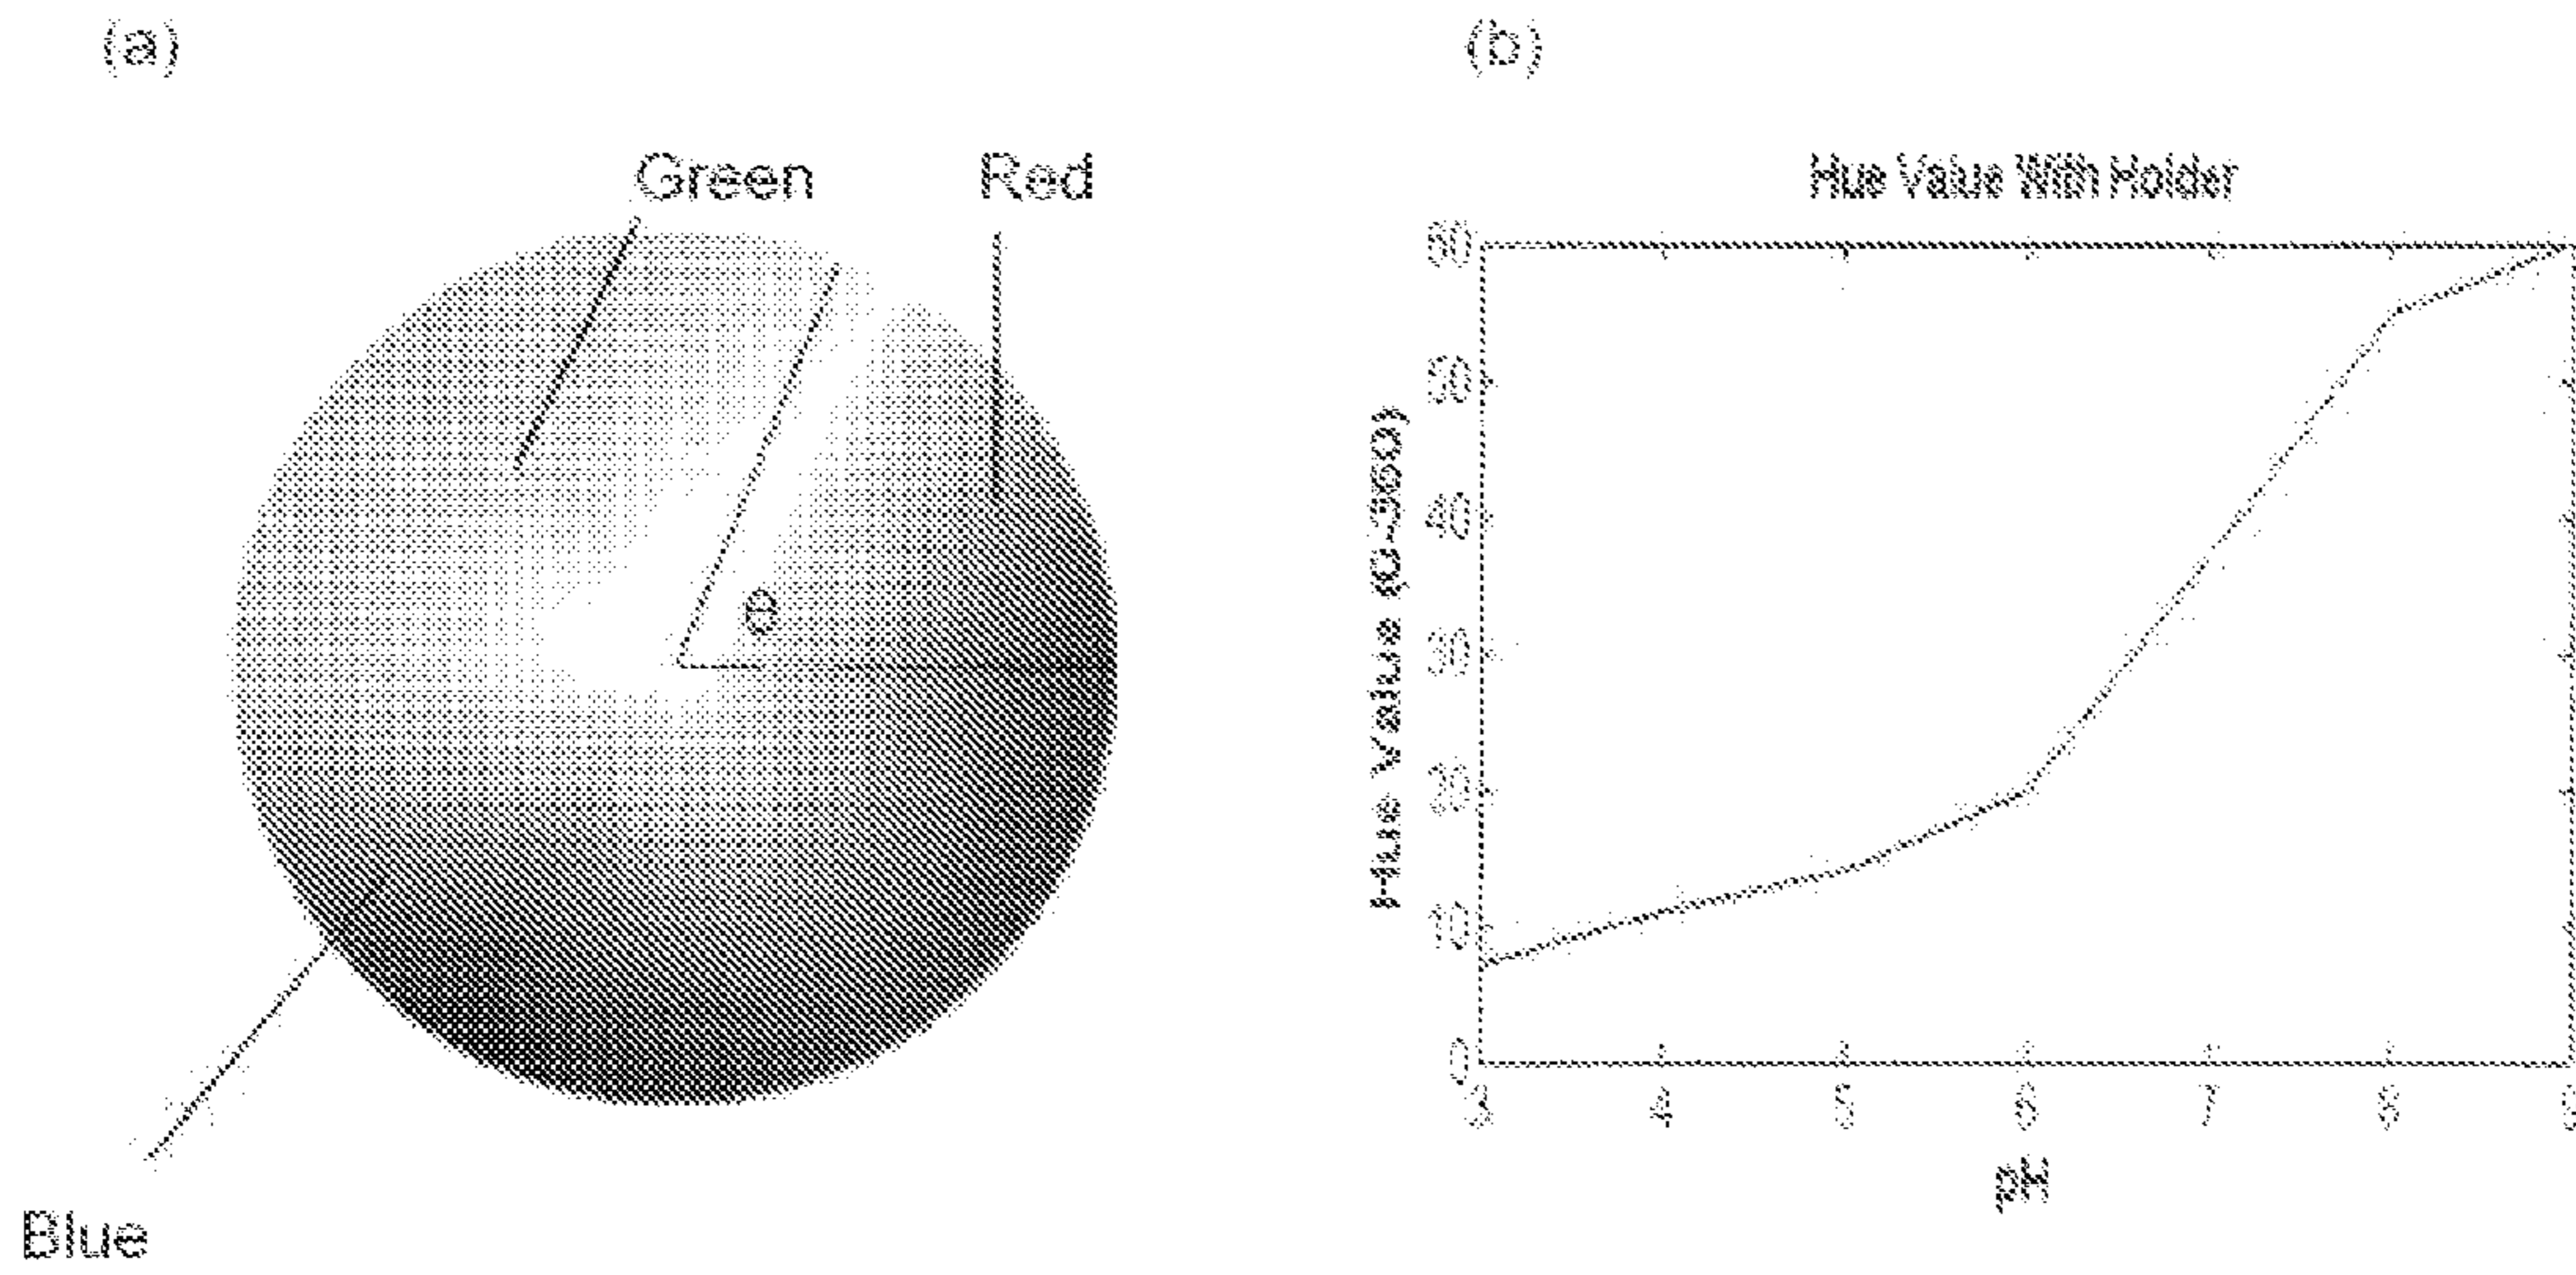 (a)
Green
Red
e
Blue
(b)
Hue Value With Holder
60
50
40
30
20
10
0
Hue Value (0-360)
3 4 5 6 7 8 9
pH